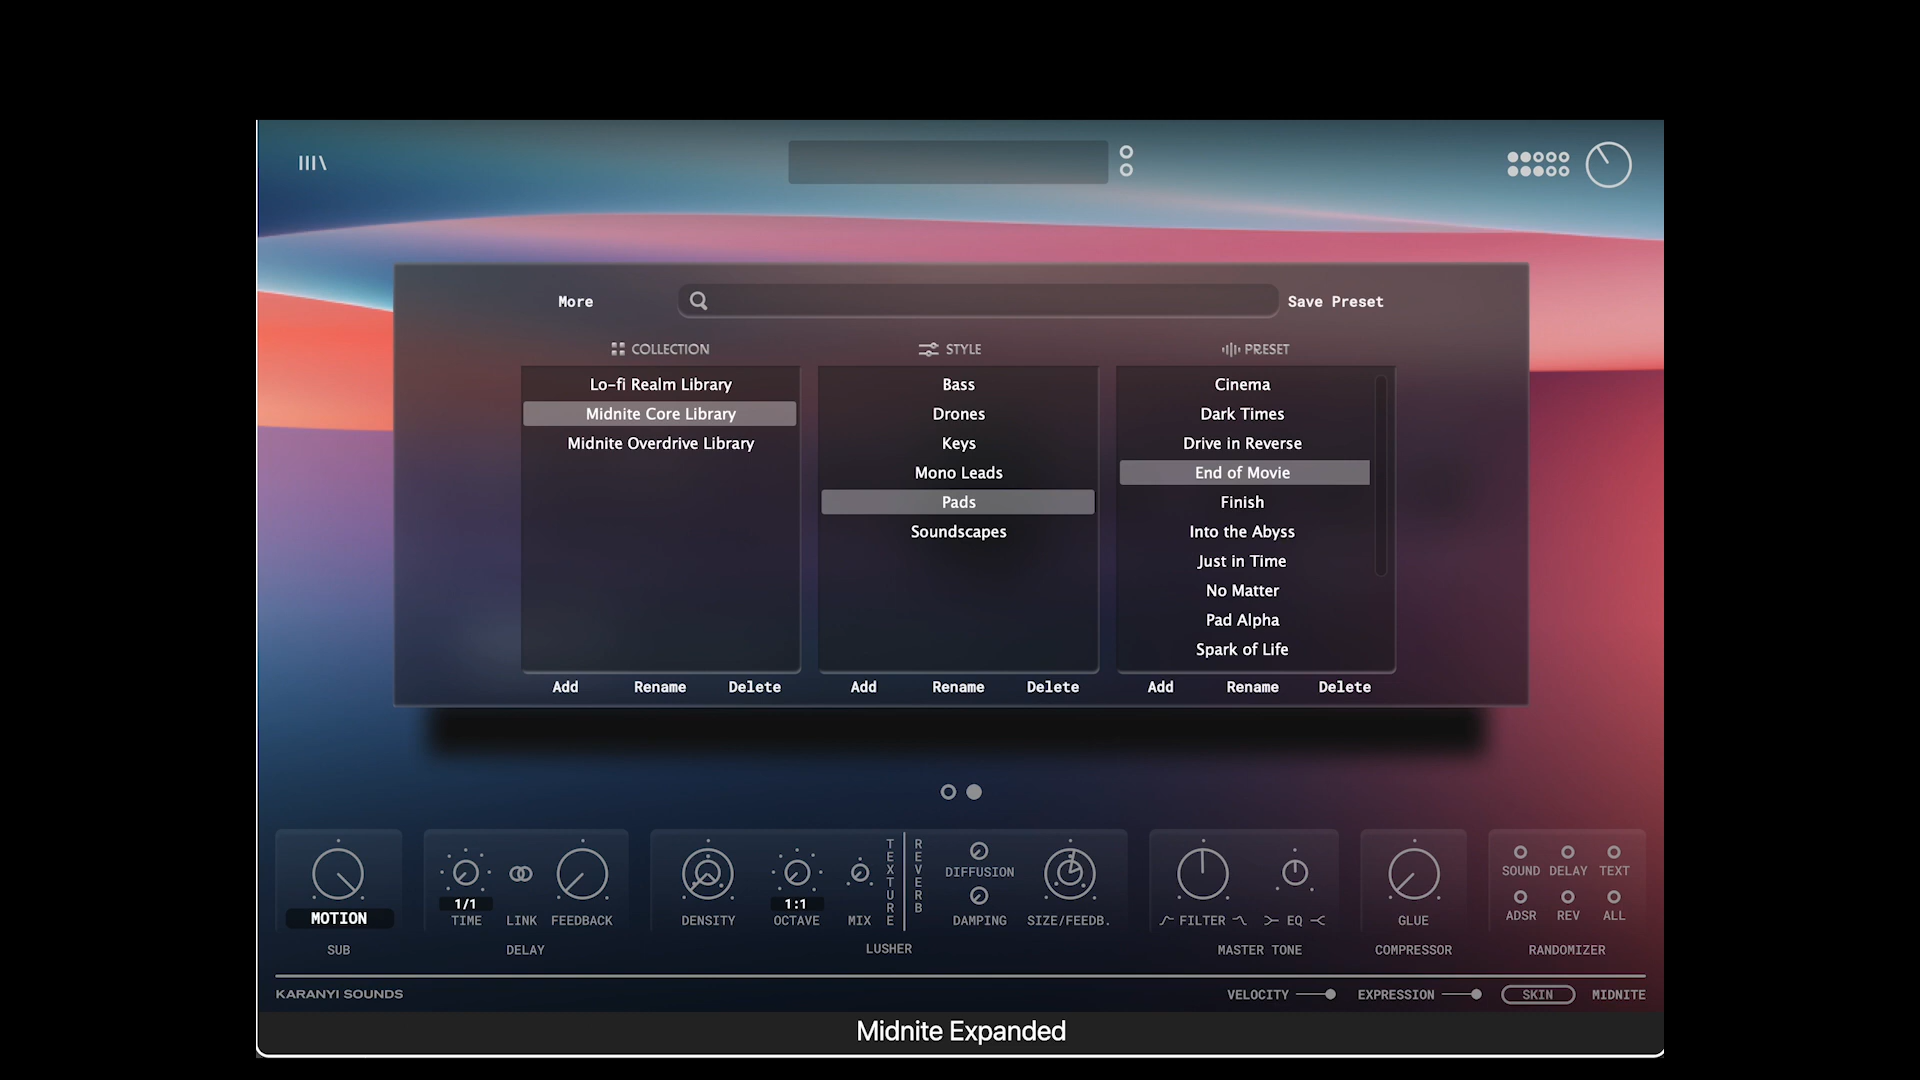 More
Save Preset
COLLECTION
STYLE
PRESET
Lo-fi Realm Library
Midnite Core Library
Midnite Overdrive Library
Bass
Drones
Keys
Mono Leads
Pads
Soundscapes
Cinema
Dark Times
Drive in Reverse
End of Movie
Finish
Into the Abyss
Just in Time
No Matter
Pad Alpha
Spark of Life
Add Rename Delete
Add Rename Delete
Add Rename Delete
MOTION
SUB
1/1
TIME LINK FEEDBACK
DELAY
DENSITY
1:1
OCTAVE
MIX
TEXTURE
REVERB
DIFFUSION
DAMPING
SIZE/FEEDB.
LUSHER
FILTER
EQ
MASTER TONE
GLUE
COMPRESSOR
SOUND DELAY TEXT
ADSR REV ALL
RANDOMIZER
KARANYI SOUNDS
VELOCITY
EXPRESSION
SKIN
MIDNITE
Midnite Expanded